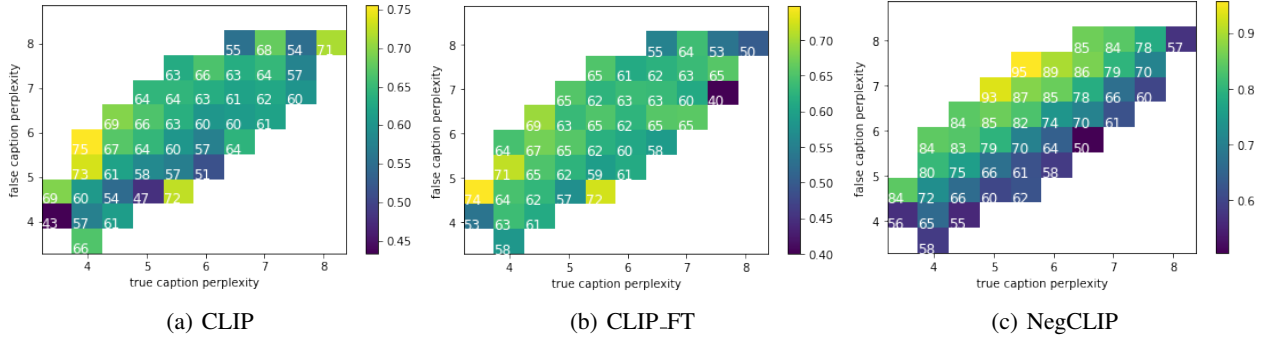 0.75
0.70
0.65
0.60
0.55
0.50
0.45
8
7
6
5
4
false caption perplexity
55 68 54 71
63 66 63 64 57
64 64 63 61 62 60
69 66 63 60 60 61
75 67 64 60 57 64
73 61 58 57 51
69 60 54 47 72
43 57 61
66
4 5 6 7 8
true caption perplexity
(a) CLIP
0.70
0.65
0.60
0.55
0.50
0.45
0.40
8
7
6
5
4
false caption perplexity
55 64 53 50
65 61 62 63 65
65 62 63 63 60 40
69 63 65 62 65 65
64 67 65 62 60 58
71 65 62 59 61
74 64 62 57 72
53 63 61
58
4 5 6 7 8
true caption perplexity
(b) CLIP_FT
0.9
0.8
0.7
0.6
8
7
6
5
4
false caption perplexity
85 84 78 57
95 89 86 79 70
93 87 85 78 66 60
84 85 82 74 70 61
84 83 79 70 64 50
80 75 66 61 58
84 72 66 60 62
56 65 55
58
4 5 6 7 8
true caption perplexity
(c) NegCLIP